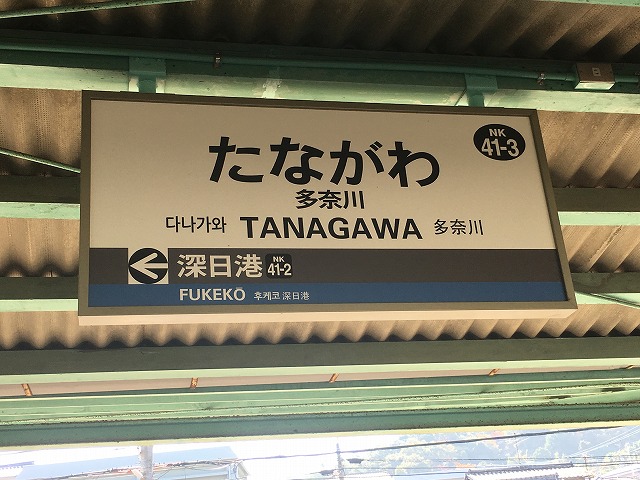 B
NK
41-3
たながわ
多奈川
다나가와 TANAGAWA 多奈川
深日港 NK 41-2
FUKEKŌ 후케코 深日港